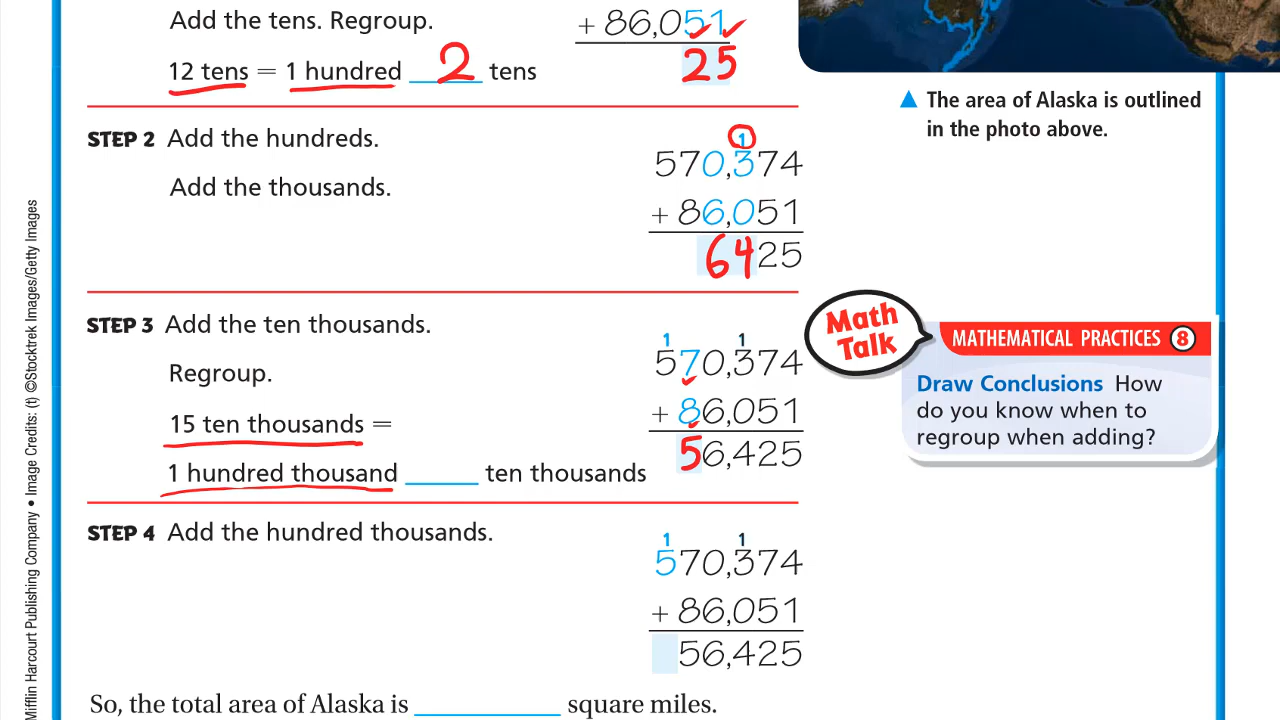 Add the tens. Regroup.
12 tens = 1 hundred 2 tens
+ 86,051
25
The area of Alaska is outlined
in the photo above.
STEP 2 Add the hundreds.
Add the thousands.
1
570,374
+ 86,051
6425
STEP 3 Add the ten thousands.
Regroup.
15 ten thousands =
1 hundred thousand ____ ten thousands
1 1
570,374
+ 86,051
56,425
Math
Talk
MATHEMATICAL PRACTICES 8
Draw Conclusions How
do you know when to
regroup when adding?
STEP 4 Add the hundred thousands.
1 1
570,374
+ 86,051
56,425
So, the total area of Alaska is ____ square miles.
Mifflin Harcourt Publishing Company • Image Credits: (t) ©Stocktrek Images/Getty Images